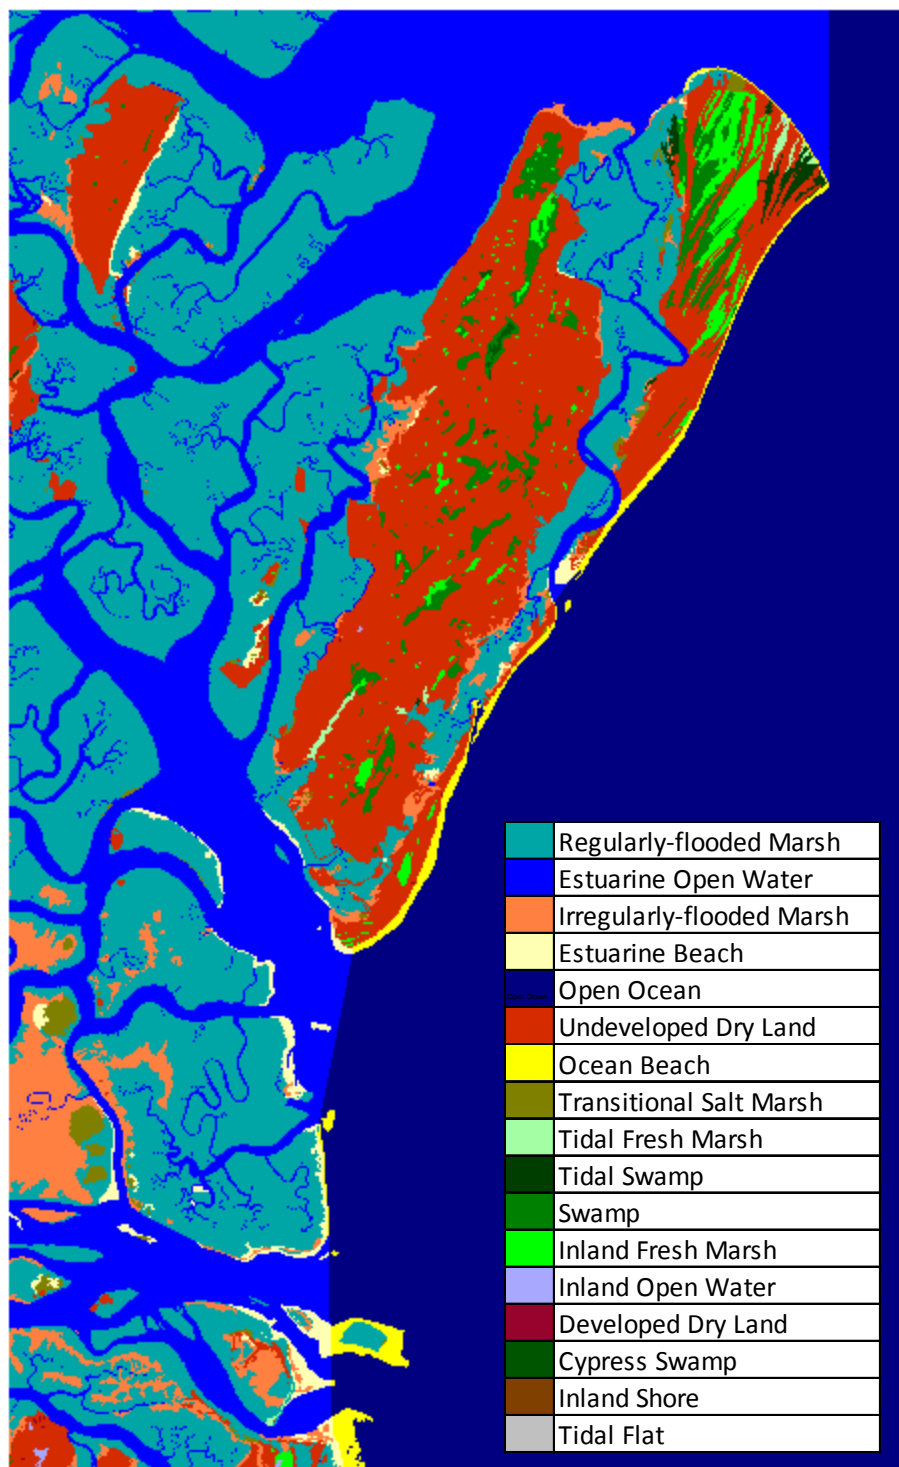 Regularly-flooded Marsh
Estuarine Open Water
Irregularly-flooded Marsh
Estuarine Beach
Open Ocean
Undeveloped Dry Land
Ocean Beach
Transitional Salt Marsh
Tidal Fresh Marsh
Tidal Swamp
Swamp
Inland Fresh Marsh
Inland Open Water
Developed Dry Land
Cypress Swamp
Inland Shore
Tidal Flat